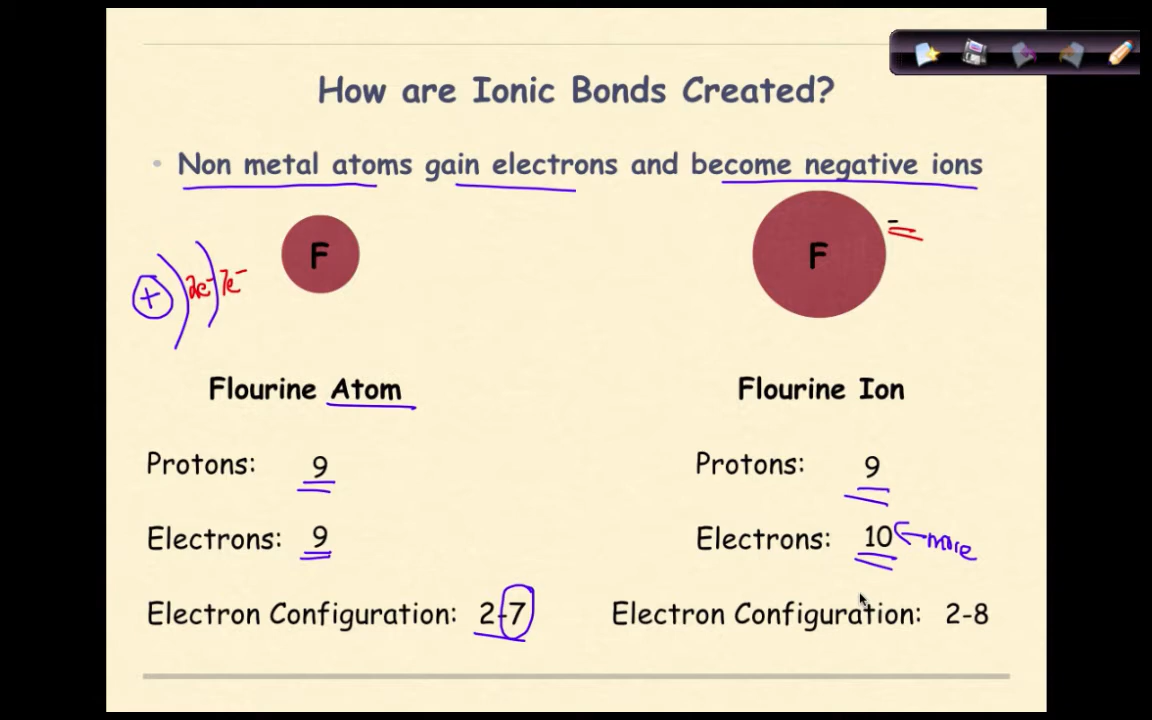 How are Ionic Bonds Created?
• Non metal atoms gain electrons and become negative ions
F
F -
+ 2e⁻ 7e⁻
Flourine Atom
Flourine Ion
Protons: 9
Protons: 9
Electrons: 9
Electrons: 10 ← more
Electron Configuration: 2-7
Electron Configuration: 2-8